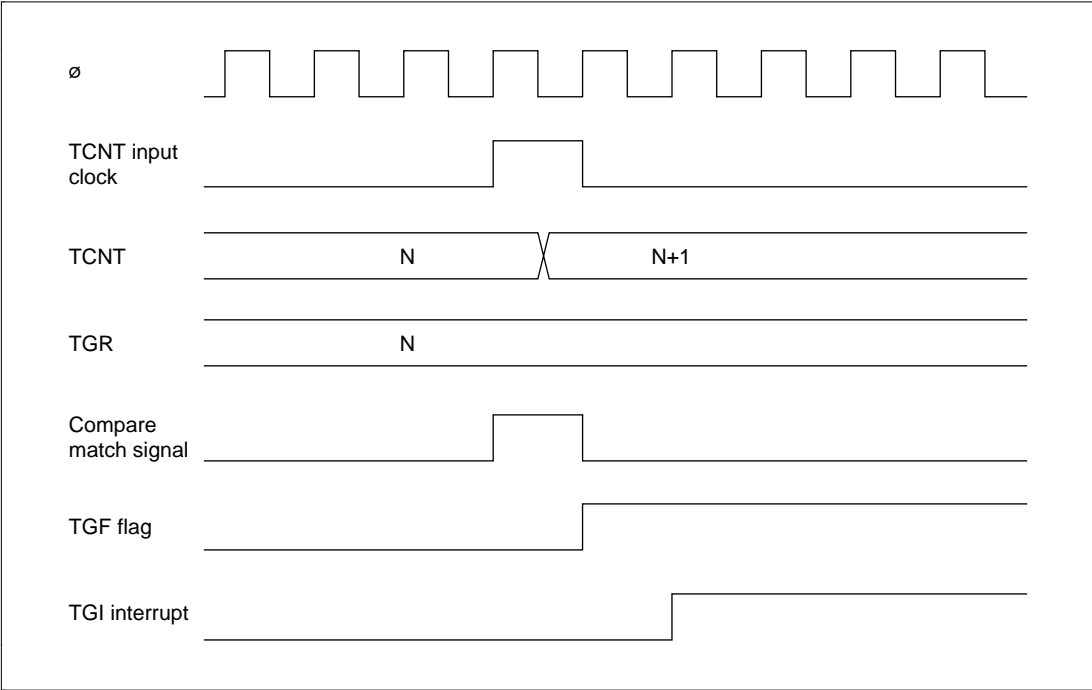 ø
TCNT input
clock
TCNT
N
N+1
TGR
N
Compare
match signal
TGF flag
TGI interrupt